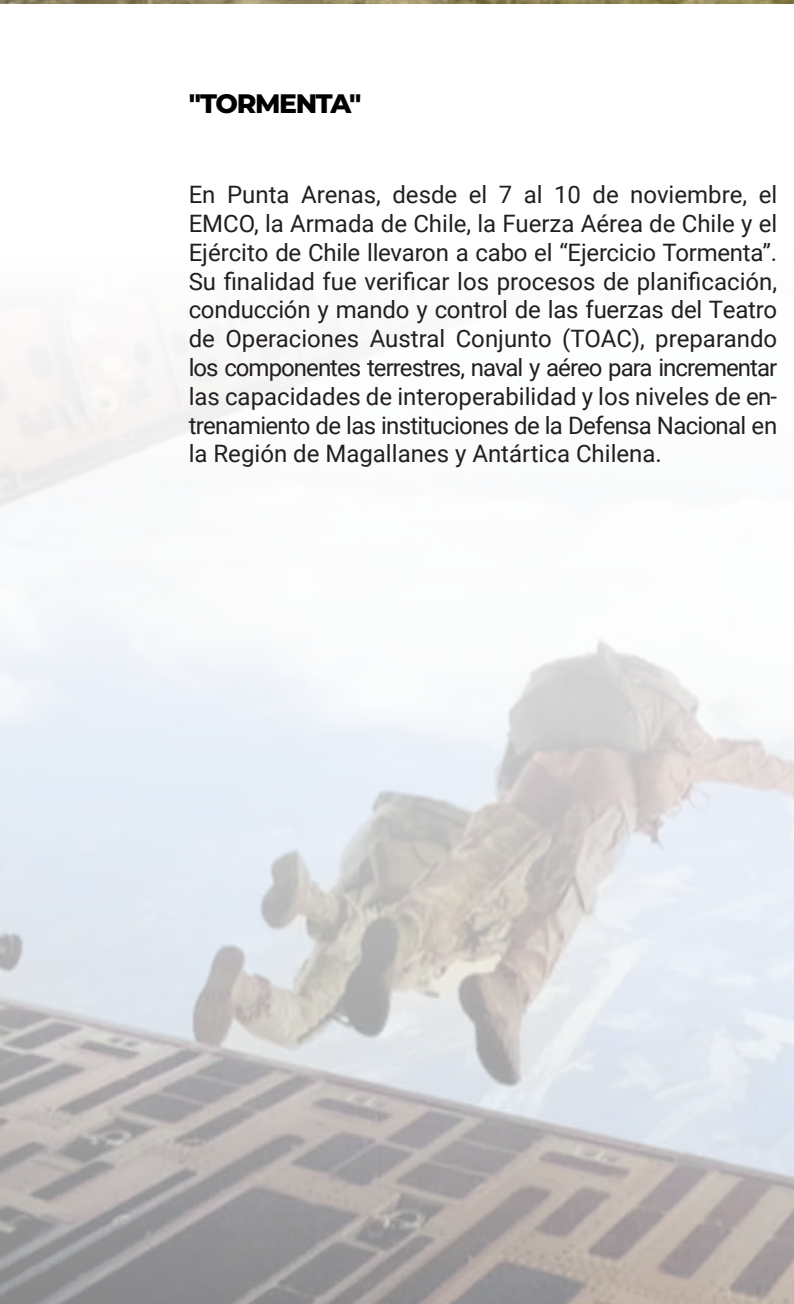 "TORMENTA"
En Punta Arenas, desde el 7 al 10 de noviembre, el
EMCO, la Armada de Chile, la Fuerza Aérea de Chile y el
Ejército de Chile llevaron a cabo el “Ejercicio Tormenta”.
Su finalidad fue verificar los procesos de planificación,
conducción y mando y control de las fuerzas del Teatro
de Operaciones Austral Conjunto (TOAC), preparando
los componentes terrestres, naval y aéreo para incrementar
las capacidades de interoperabilidad y los niveles de en-
trenamiento de las instituciones de la Defensa Nacional en
la Región de Magallanes y Antártica Chilena.